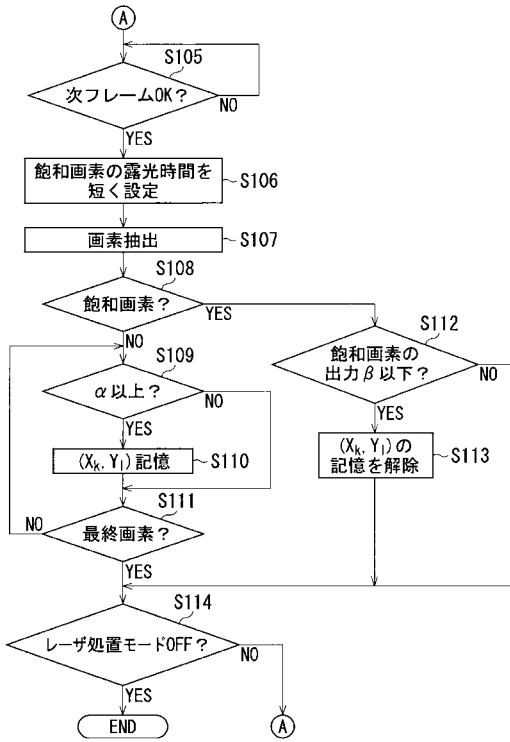 A
S105
次フレームOK?
NO
YES
飽和画素の露光時間を
短く設定
S106
画素抽出
S107
S108
飽和画素?
YES
NO
S109
α以上?
NO
YES
(Xk, Yl)記憶
S110
S111
最終画素?
NO
YES
S112
飽和画素の
出力β以下?
NO
YES
(Xk, Yl)の
記憶を解除
S113
S114
レーザ処置モードOFF?
NO
YES
END
A